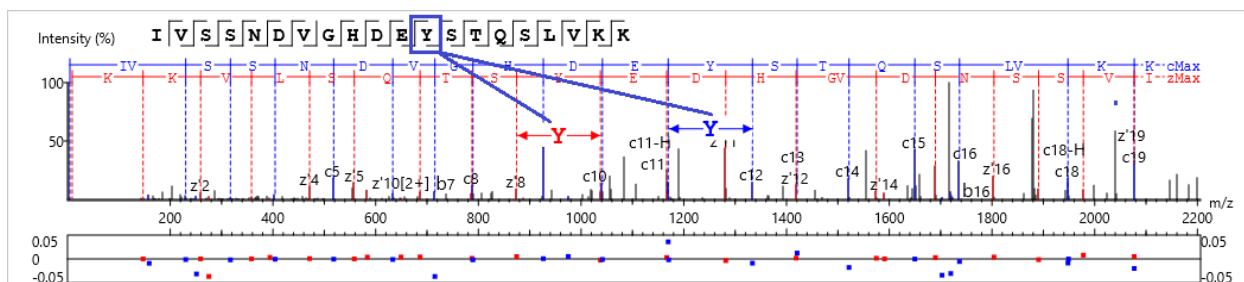 Intensity (%) I V S S N D V G H D E Y S T Q S L V K K
IV S S N D V G H D E Y S T Q S LV K K cMax
K K V L S Q T S Y E D H GV D N S S V I zMax
100
50
Y Y
c11-H
c11
z'2 z'4 c5 z'5 z'10[2+] b7 c8 z'8 c10 c12 c13 z'12 c14 z'14 c15 c16 b16 z'16 c18-H c18 z'19 c19
200 400 600 800 1000 1200 1400 1600 1800 2000 2200 m/z
0.05 0.05
0 0
-0.05 -0.05